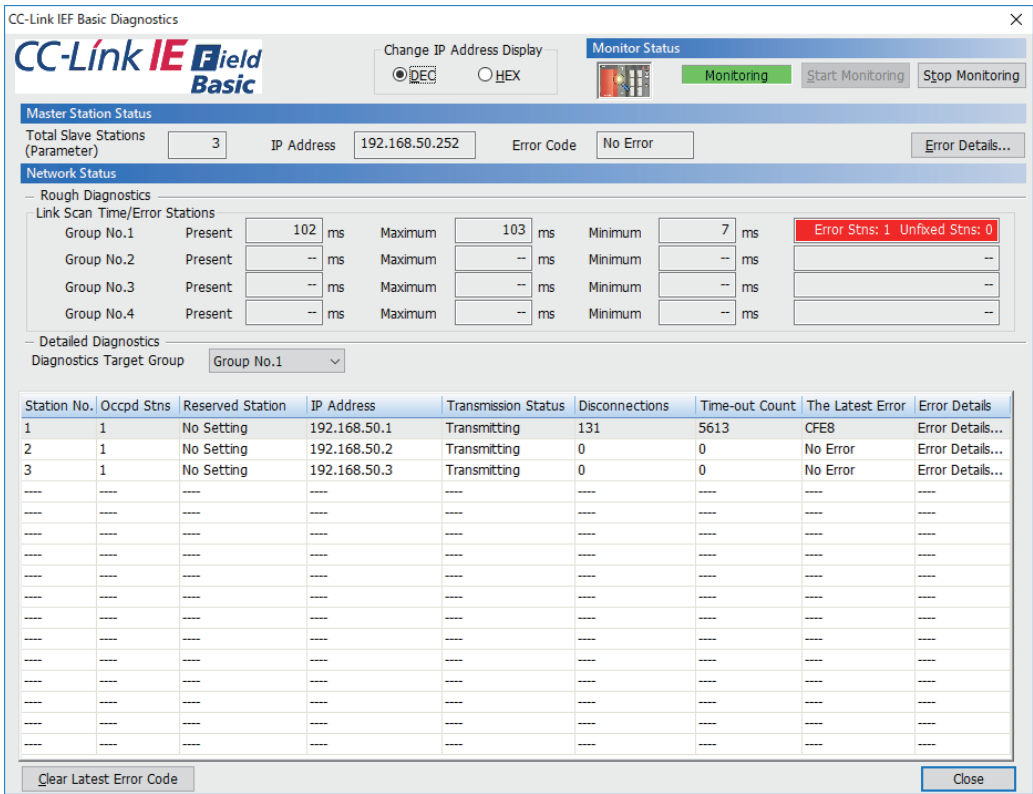 CC-Link IEF Basic Diagnostics
CC-Link IE Field
Basic
Change IP Address Display
DEC HEX
Monitor Status
Monitoring Start Monitoring Stop Monitoring
Master Station Status
Total Slave Stations
(Parameter) 3 IP Address 192.168.50.252 Error Code No Error Error Details...
Network Status
Rough Diagnostics
Link Scan Time/Error Stations
Group No.1 Present 102 ms Maximum 103 ms Minimum 7 ms Error Stns: 1 Unfixed Stns: 0
Group No.2 Present -- ms Maximum -- ms Minimum -- ms --
Group No.3 Present -- ms Maximum -- ms Minimum -- ms --
Group No.4 Present -- ms Maximum -- ms Minimum -- ms --
Detailed Diagnostics
Diagnostics Target Group Group No.1
Station No. Occpd Stns Reserved Station IP Address Transmission Status Disconnections Time-out Count The Latest Error Error Details
1 1 No Setting 192.168.50.1 Transmitting 131 5613 CFE8 Error Details...
2 1 No Setting 192.168.50.2 Transmitting 0 0 No Error Error Details...
3 1 No Setting 192.168.50.3 Transmitting 0 0 No Error Error Details...
---- ---- ---- ---- ---- ---- ---- ---- ----
---- ---- ---- ---- ---- ---- ---- ---- ----
---- ---- ---- ---- ---- ---- ---- ---- ----
---- ---- ---- ---- ---- ---- ---- ---- ----
---- ---- ---- ---- ---- ---- ---- ---- ----
---- ---- ---- ---- ---- ---- ---- ---- ----
---- ---- ---- ---- ---- ---- ---- ---- ----
---- ---- ---- ---- ---- ---- ---- ---- ----
---- ---- ---- ---- ---- ---- ---- ---- ----
---- ---- ---- ---- ---- ---- ---- ---- ----
---- ---- ---- ---- ---- ---- ---- ---- ----
---- ---- ---- ---- ---- ---- ---- ---- ----
---- ---- ---- ---- ---- ---- ---- ---- ----
Clear Latest Error Code Close